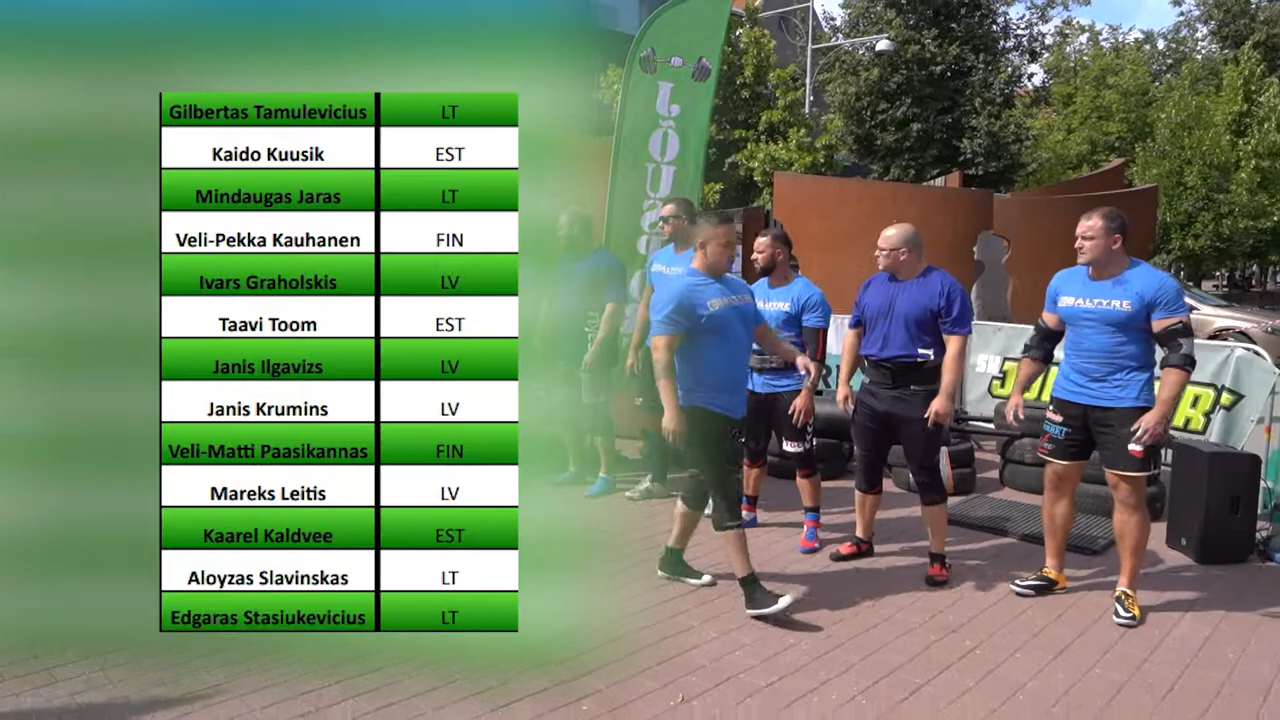 Gilbertas Tamulevicius LT
Kaido Kuusik EST
Mindaugas Jaras LT
Veli-Pekka Kauhanen FIN
Ivars Graholskis LV
Taavi Toom EST
Janis Ilgavizs LV
Janis Krumins LV
Veli-Matti Paasikannas FIN
Mareks Leitis LV
Kaarel Kaldvee EST
Aloyzas Slavinskas LT
Edgaras Stasiukevicius LT
BALTYRE